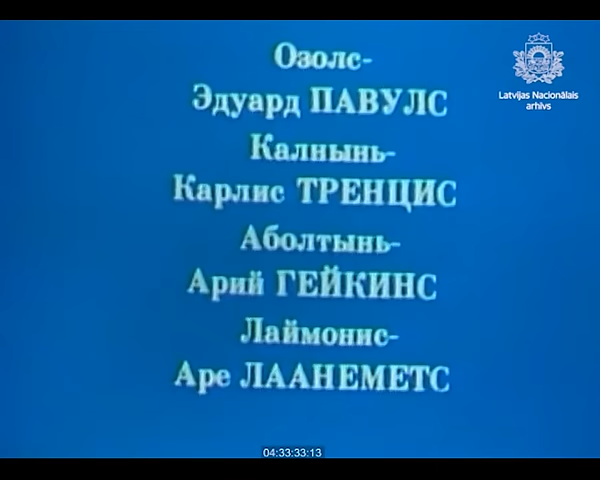 Озолс-
Эдуард ПАВУЛС
Калнынь-
Карлис ТРЕНЦИС
Аболтынь-
Арий ГЕЙКИНС
Лаймонис-
Аре ЛААНЕМЕТС
Latvijas Nacionālais
arhīvs
04:33:33:13